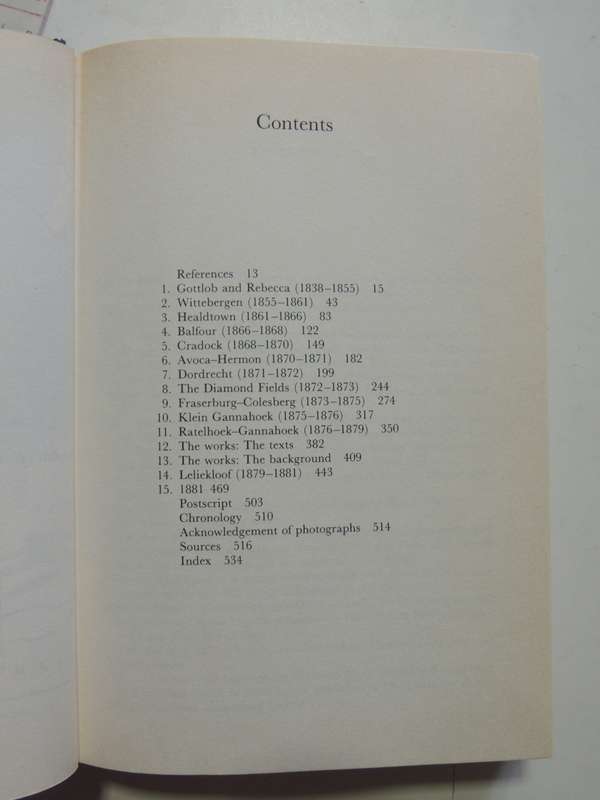 Contents
References 13
1. Gottlob and Rebecca (1838–1855) 15
2. Wittebergen (1855–1861) 43
3. Healdtown (1861–1866) 83
4. Balfour (1866–1868) 122
5. Cradock (1868–1870) 149
6. Avoca–Hermon (1870–1871) 182
7. Dordrecht (1871–1872) 199
8. The Diamond Fields (1872–1873) 244
9. Fraserburg–Colesberg (1873–1875) 274
10. Klein Gannahoek (1875–1876) 317
11. Ratelhoek–Gannahoek (1876–1879) 350
12. The works: The texts 382
13. The works: The background 409
14. Leliekloof (1879–1881) 443
15. 1881 469
Postscript 503
Chronology 510
Acknowledgement of photographs 514
Sources 516
Index 534